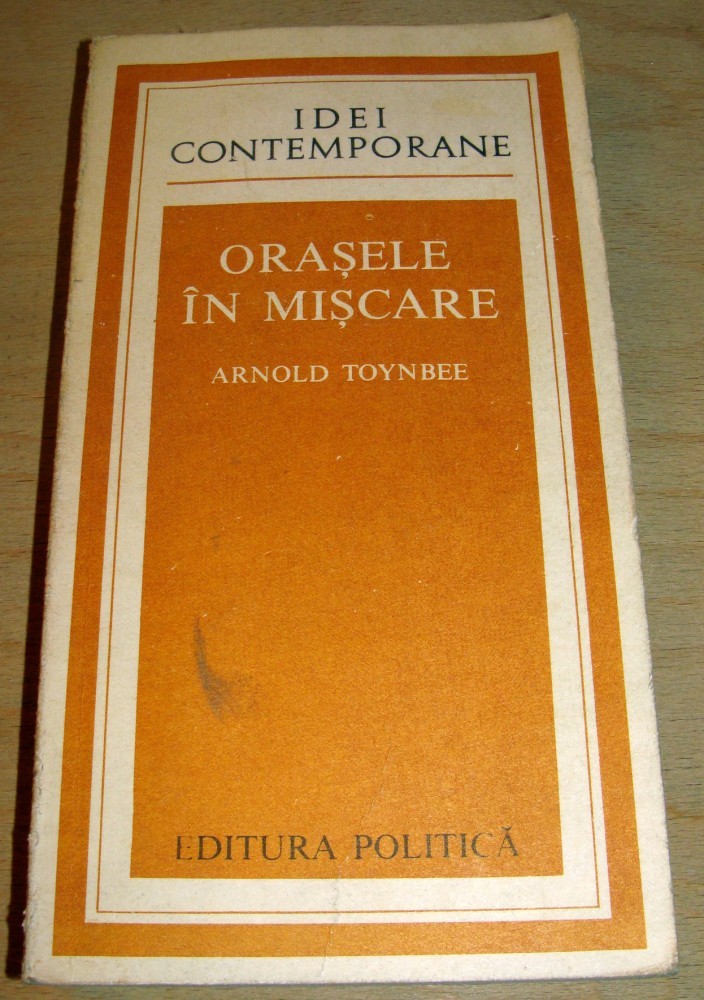 IDEI
CONTEMPORANE
ORAȘELE
ÎN MIȘCARE
ARNOLD TOYNBEE
EDITURA POLITICĂ